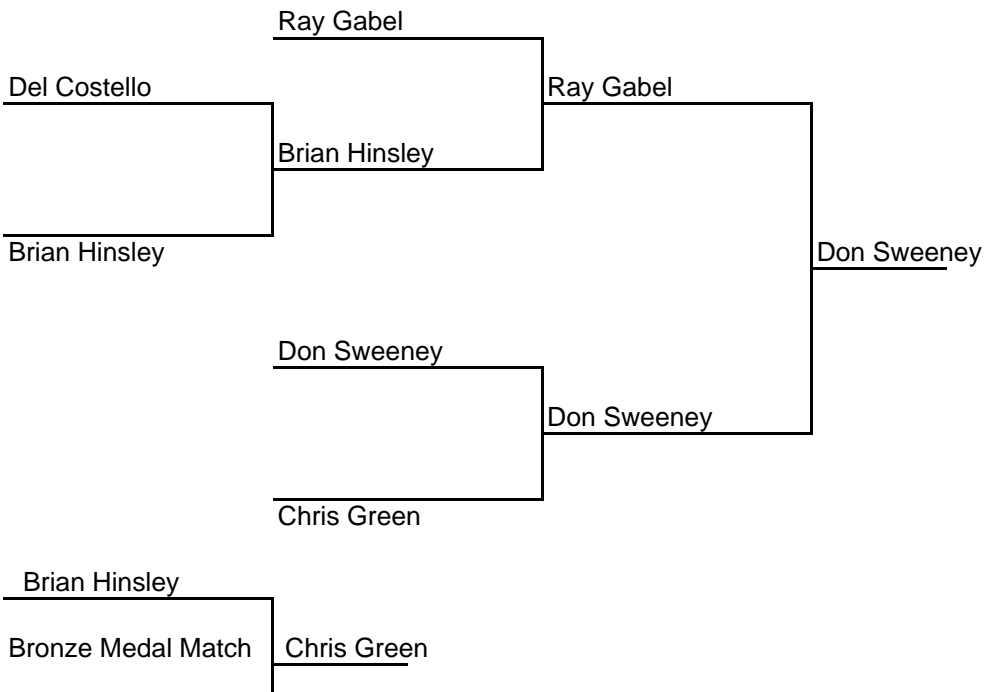 Ray Gabel
Del Costello
Ray Gabel
Brian Hinsley
Brian Hinsley
Don Sweeney
Don Sweeney
Don Sweeney
Chris Green
Brian Hinsley
Bronze Medal Match
Chris Green